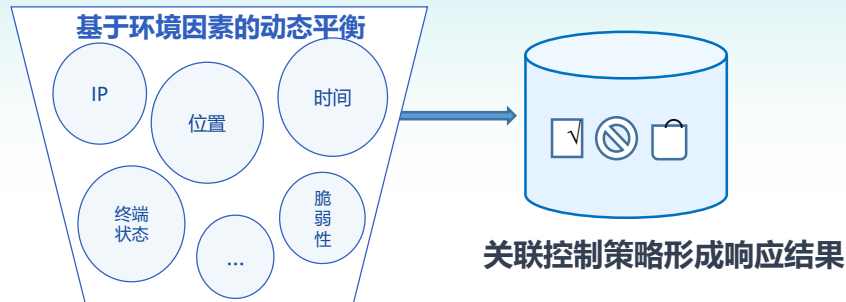 基于环境因素的动态平衡
IP
位置
时间
终端
状态
...
脆
弱
性
√
关联控制策略形成响应结果